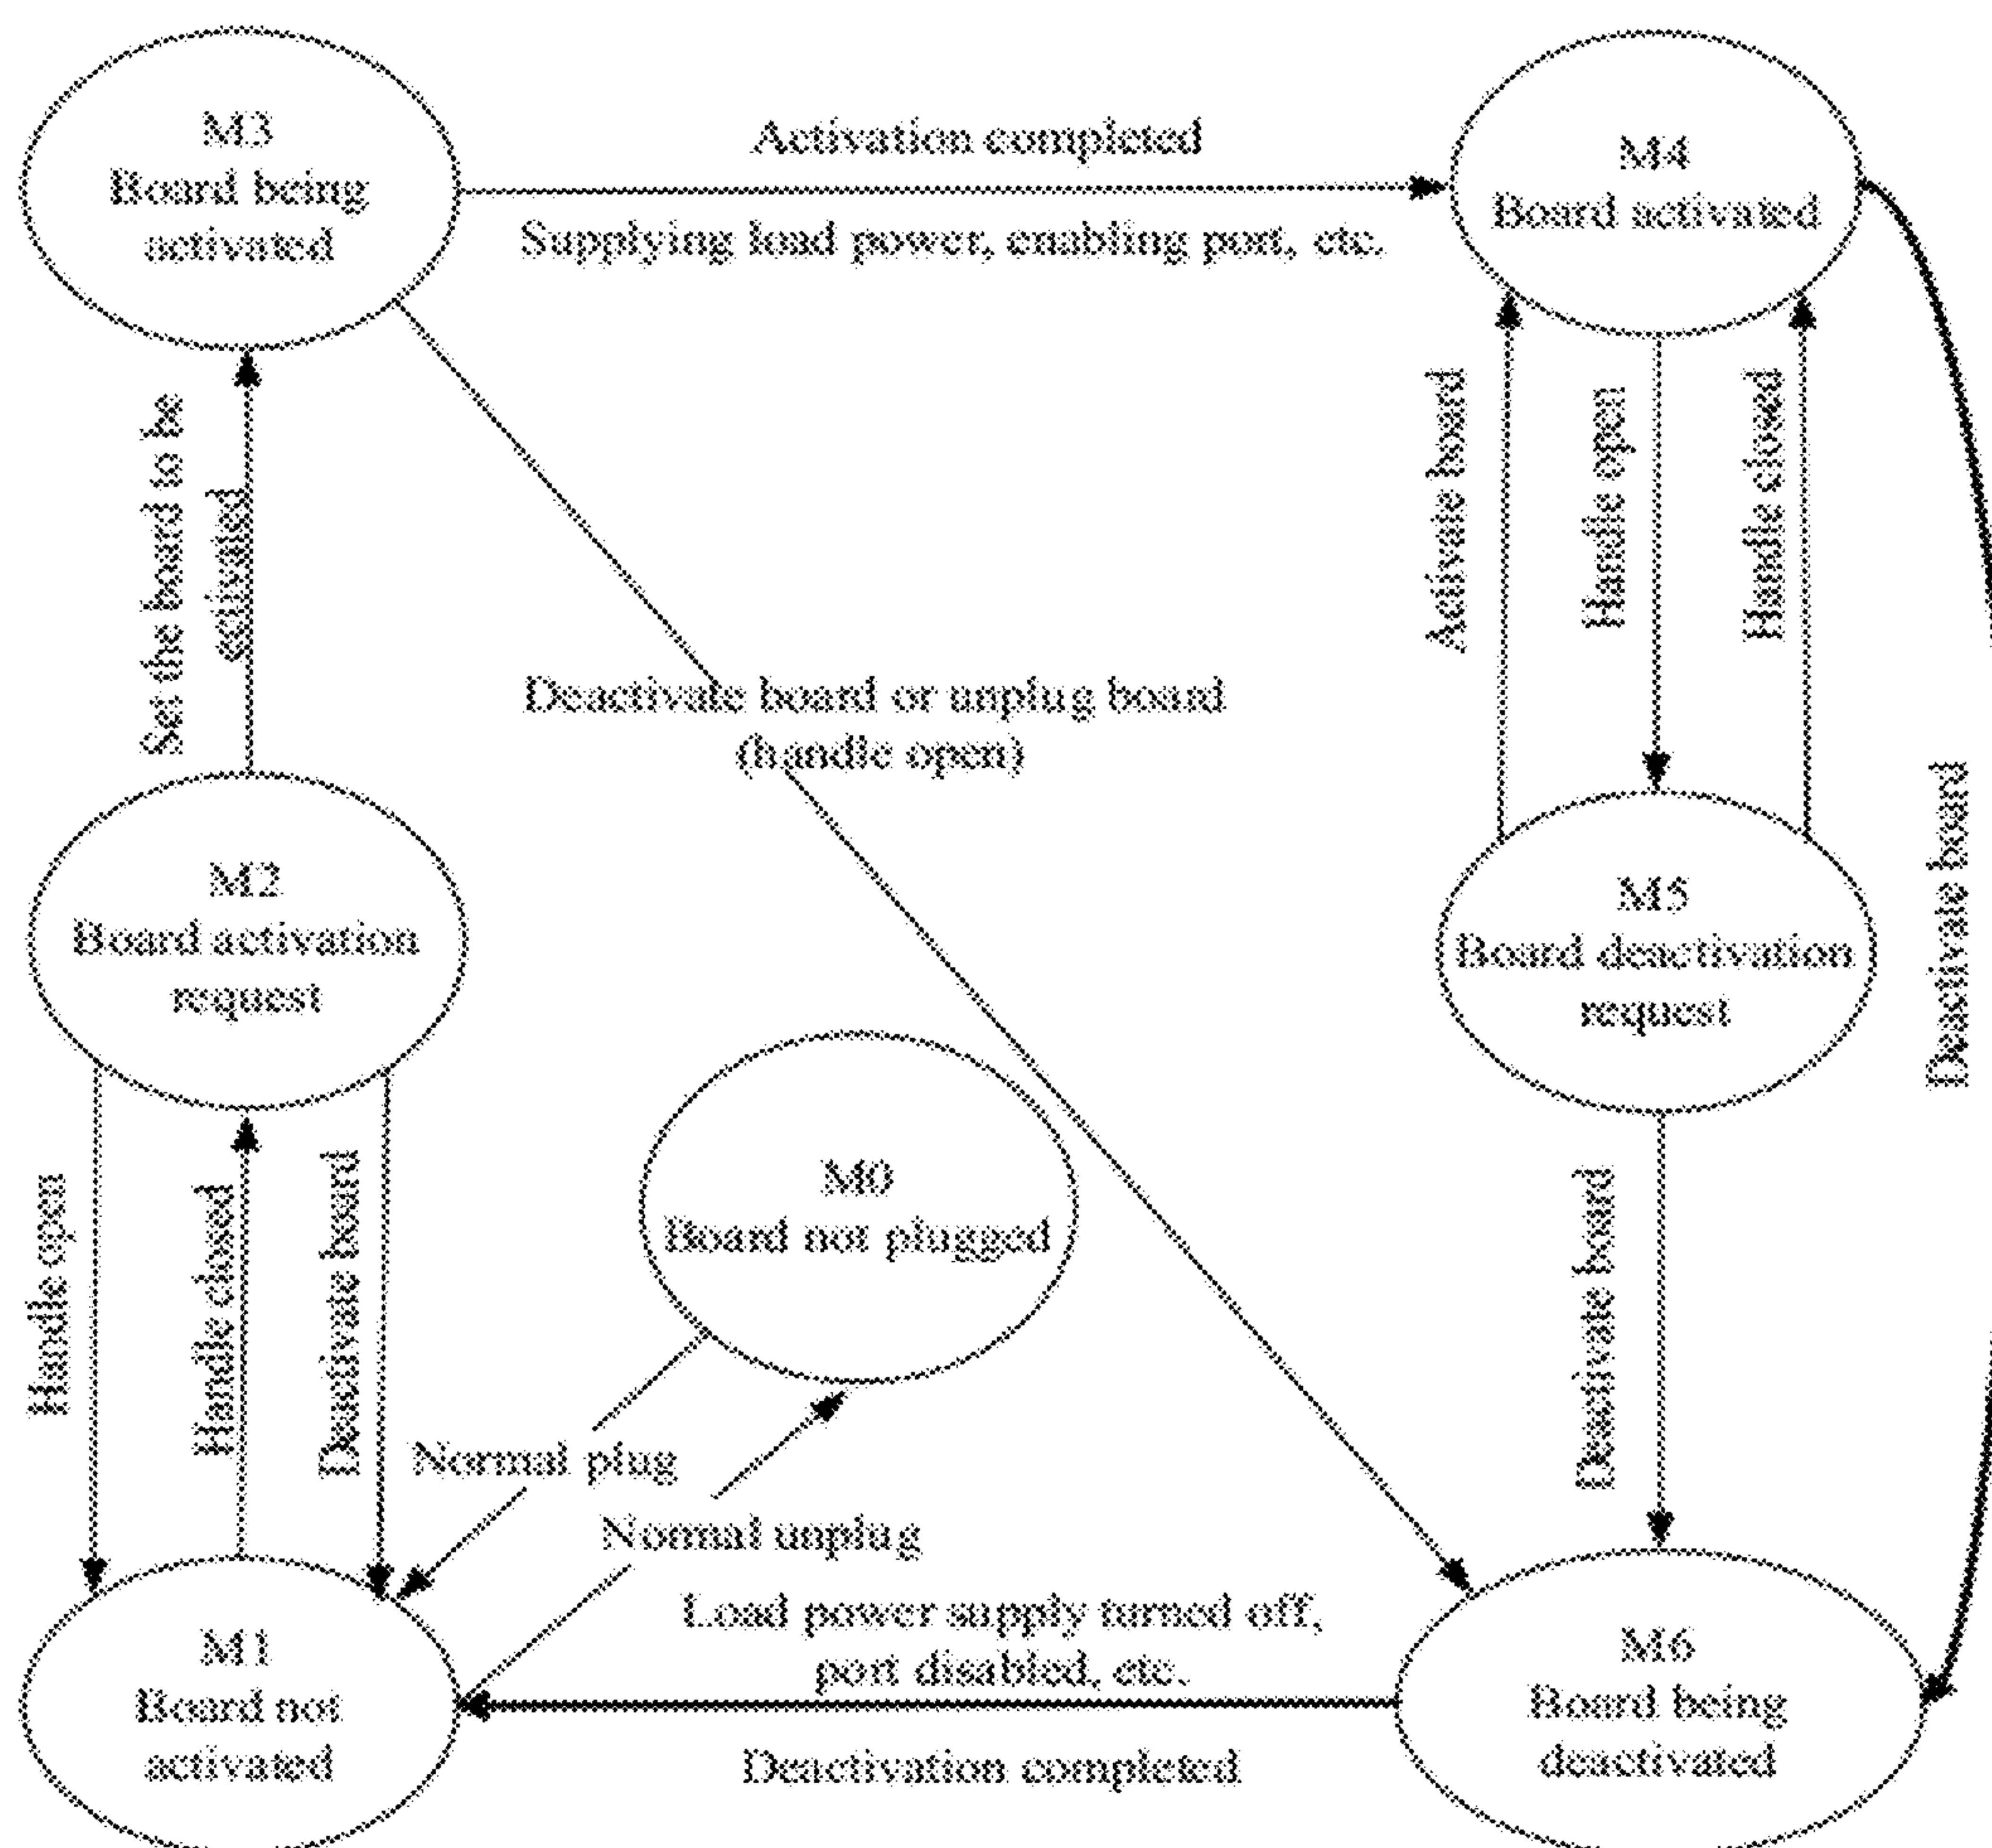 M3
Board being
activated
Activation completed
Supplying load power, enabling port, etc.
M4
Board activated
Set the board to be
activated
Deactivate board or unplug board
(handle open)
Activate board
Handle open
Handle closed
Deactivate board
M2
Board activation
request
M5
Board deactivation
request
M0
Board not plugged
Handle open
Handle closed
Deactivate board
Normal plug
Normal unplug
Deactivate board
Load power supply turned off,
port disabled, etc.
Deactivation completed
M1
Board not
activated
M6
Board being
deactivated